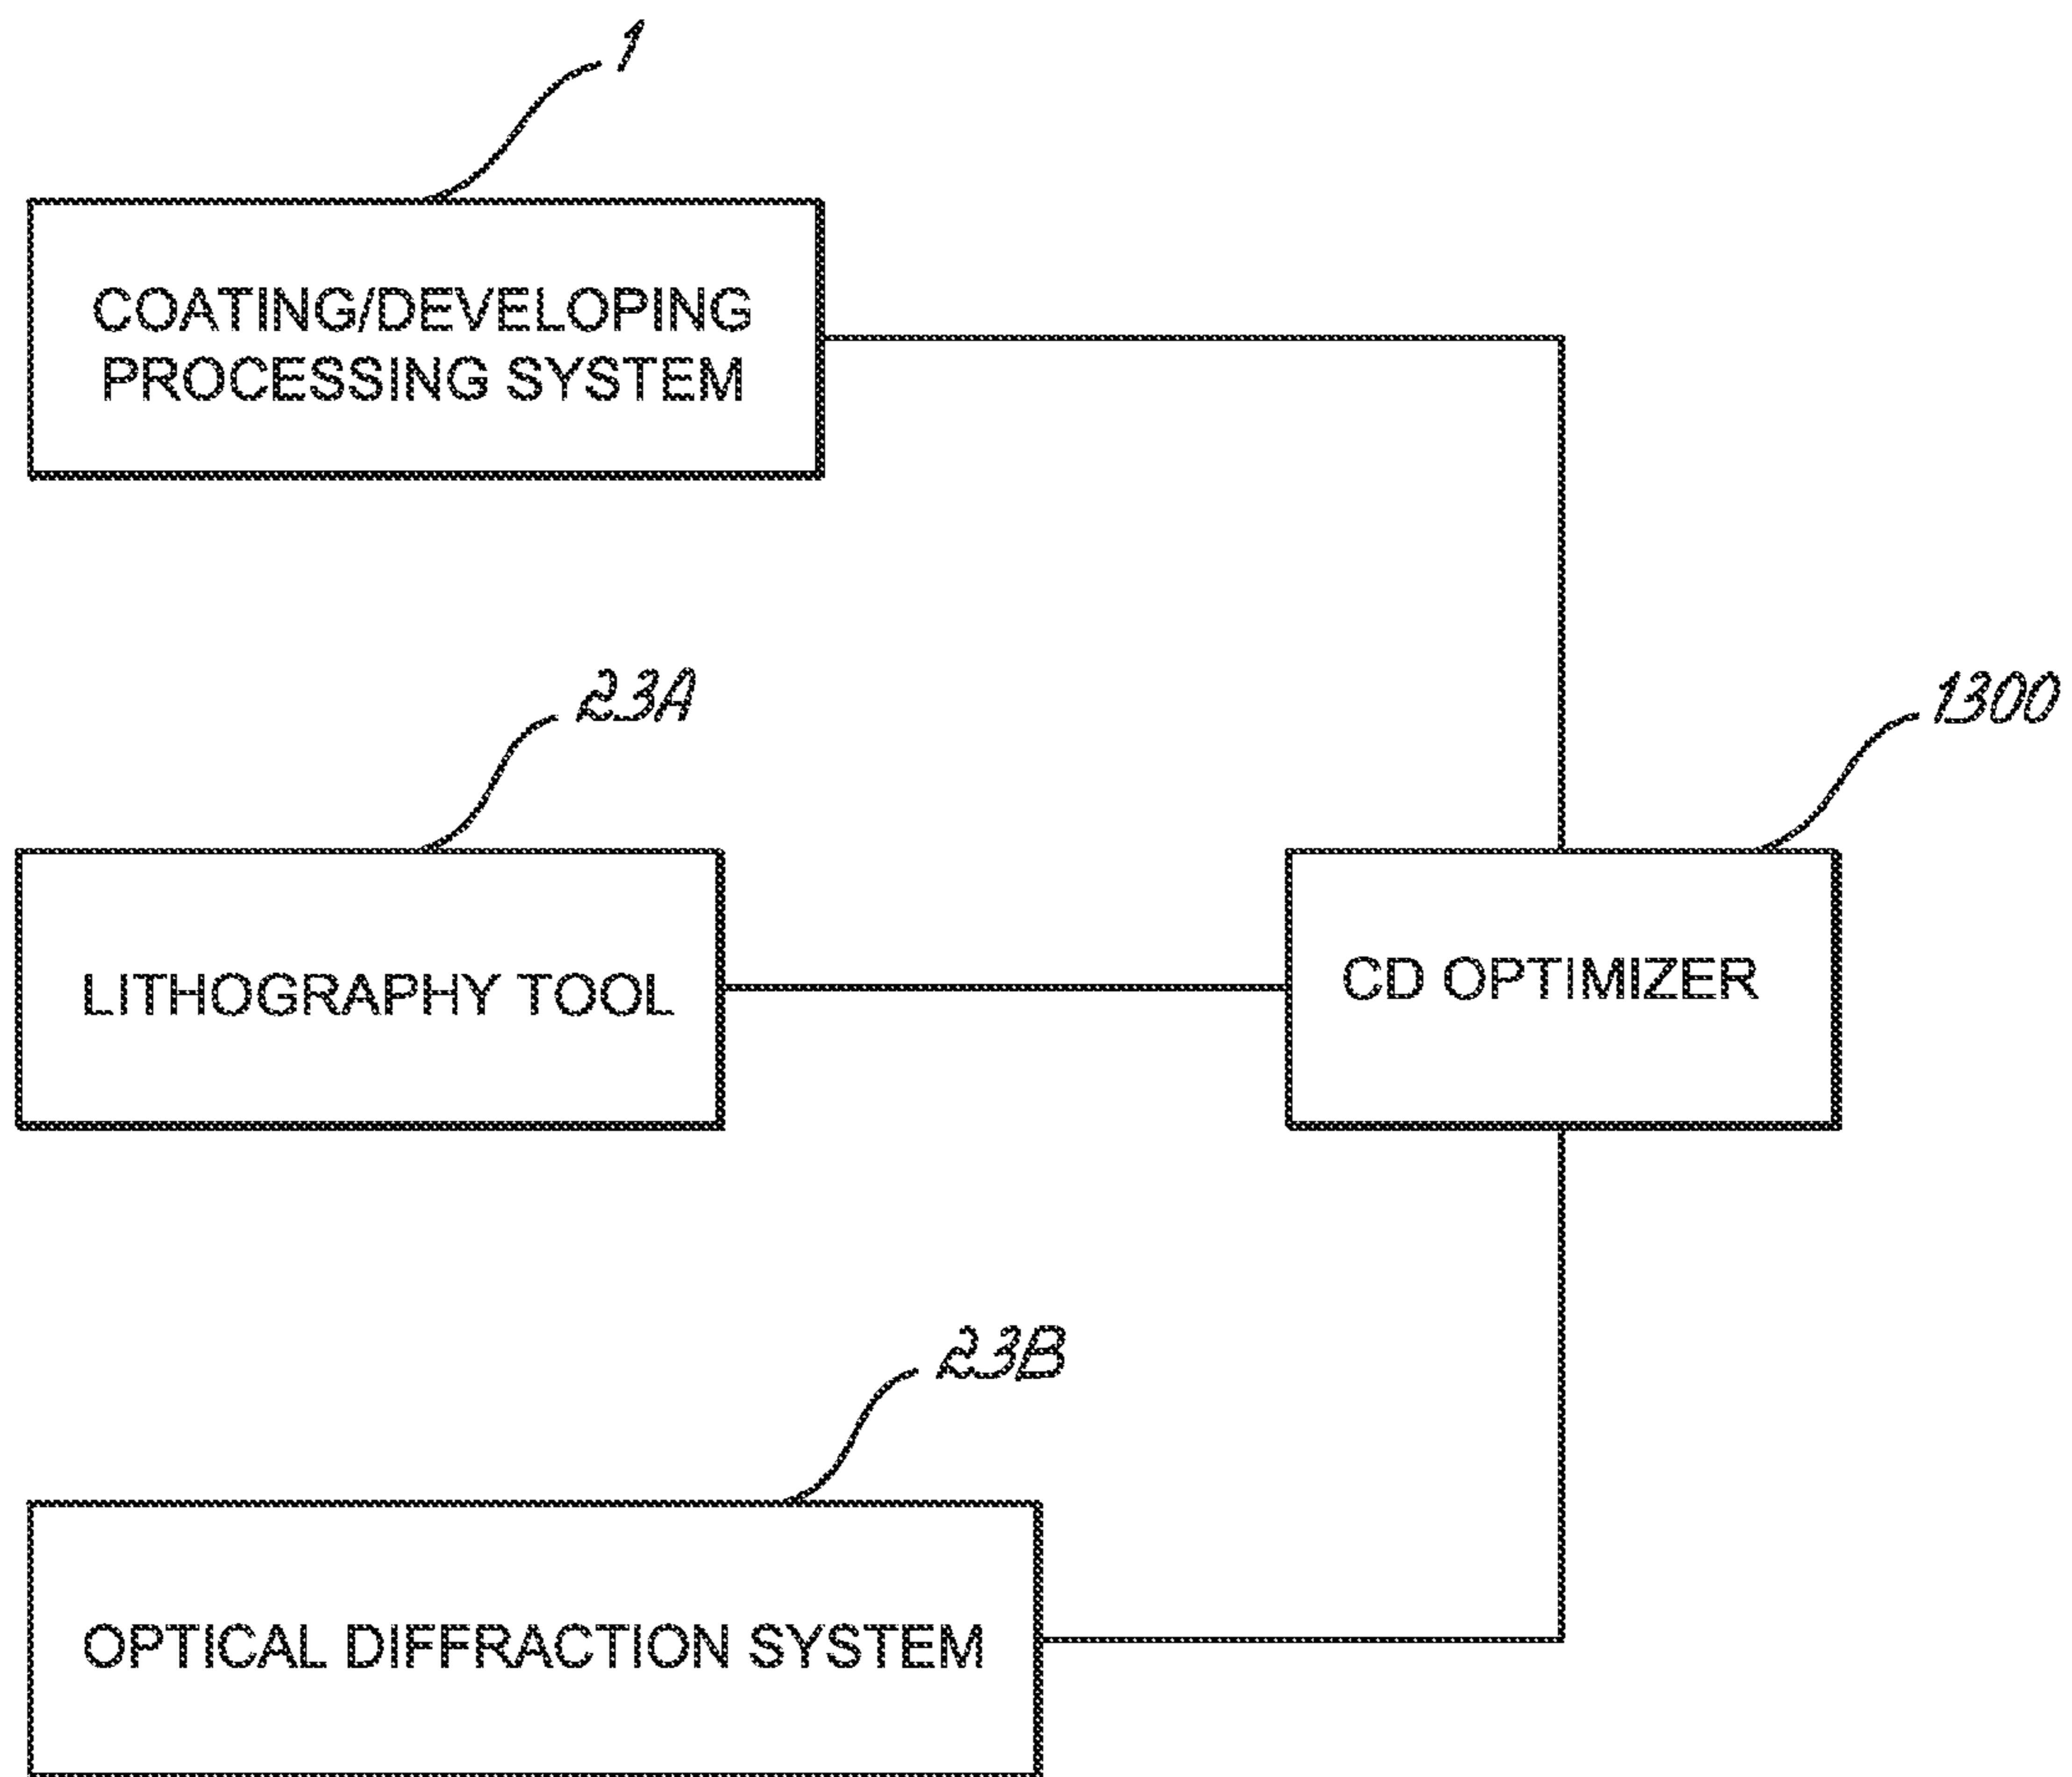 1
COATING/DEVELOPING
PROCESSING SYSTEM
23A
1300
LITHOGRAPHY TOOL
CD OPTIMIZER
23B
OPTICAL DIFFRACTION SYSTEM